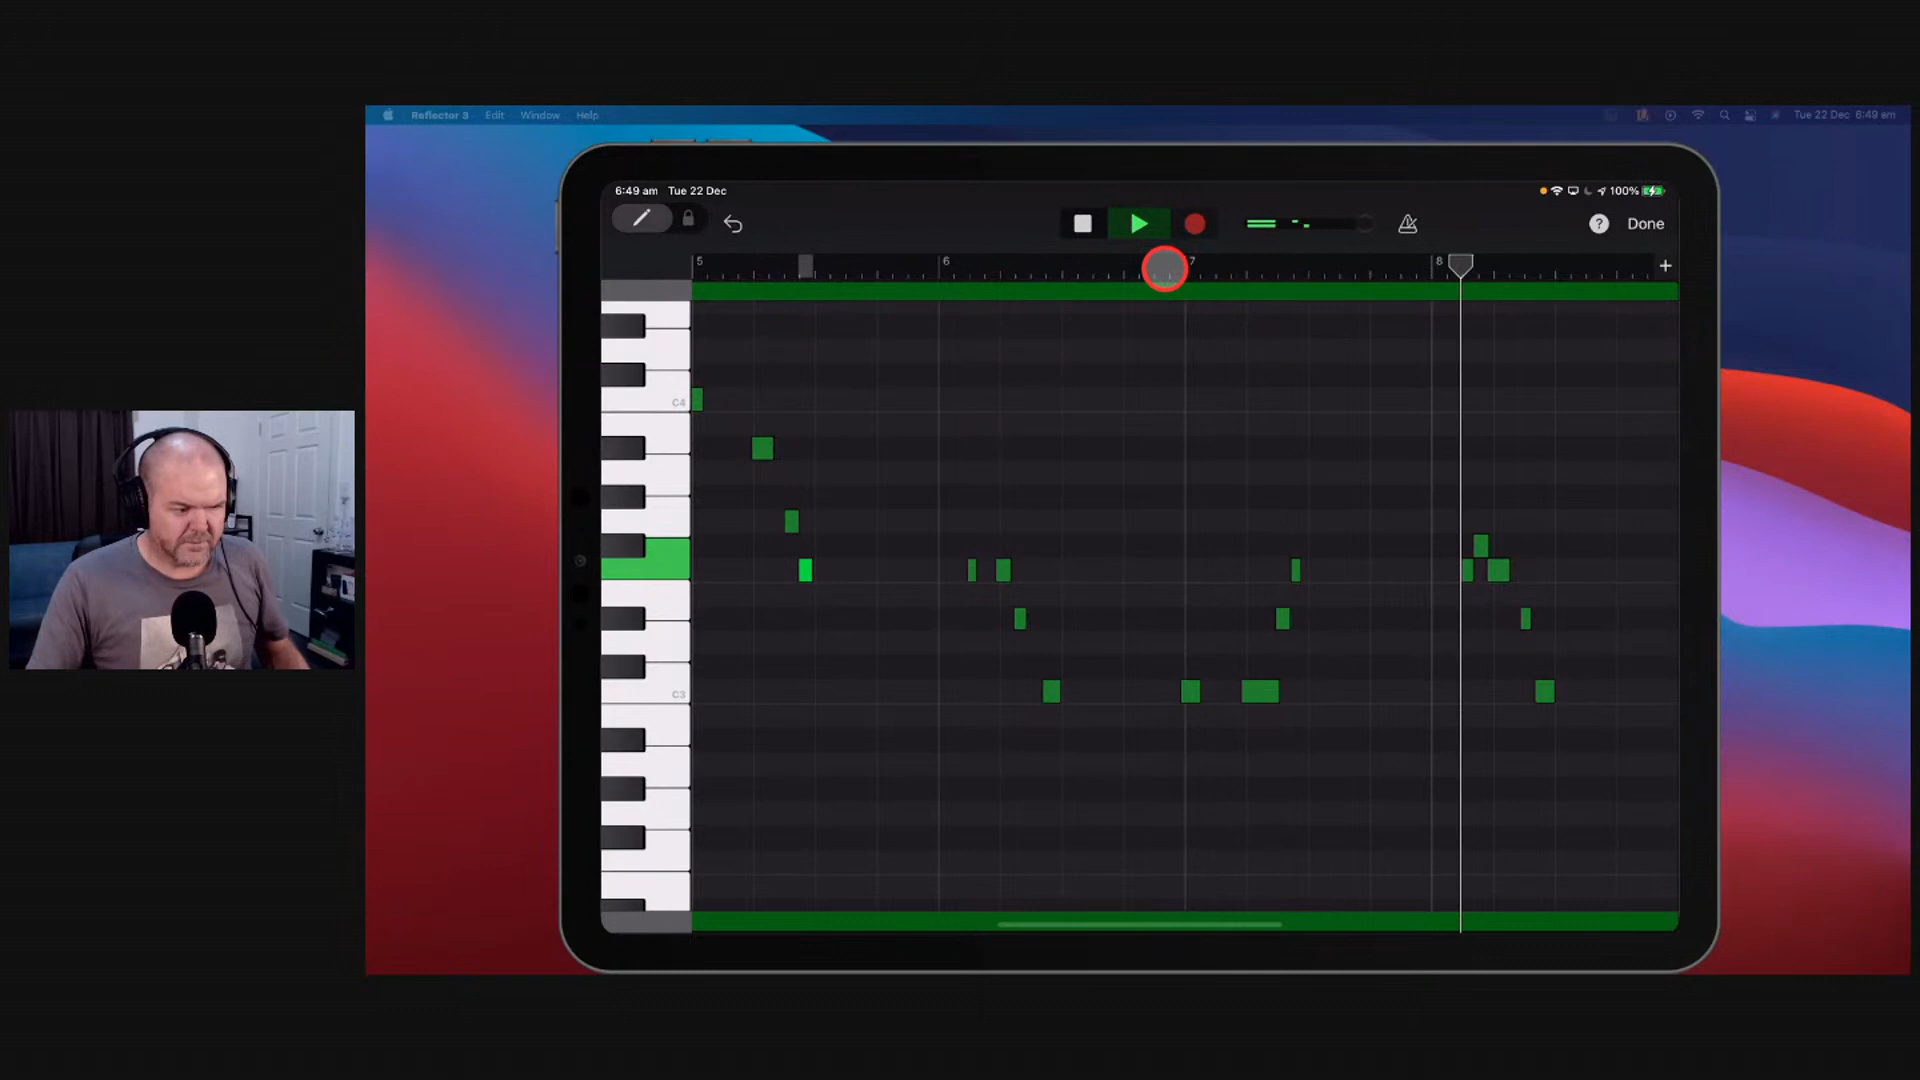 Reflector 3 Edit Window Help Tue 22 Dec 6:49 am
6:49 am Tue 22 Dec 100%
? Done
5 6 7 8 +
C4
C3